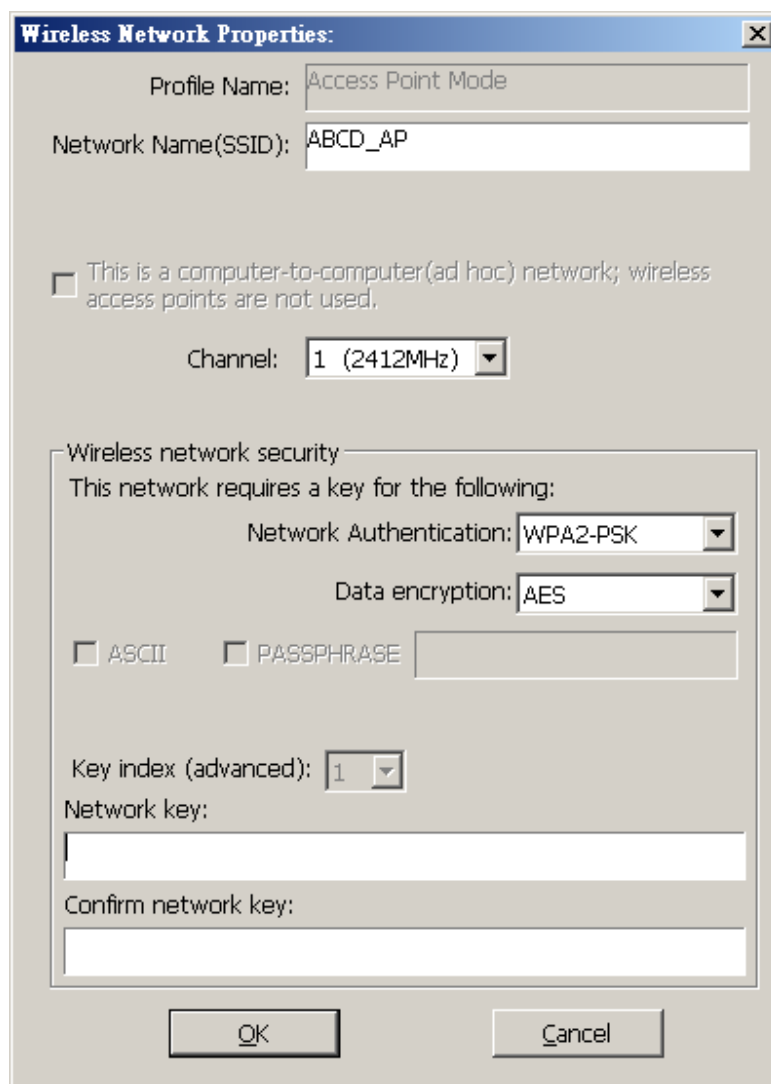 Wireless Network Properties:
Profile Name: Access Point Mode
Network Name(SSID): ABCD_AP
This is a computer-to-computer(ad hoc) network; wireless
access points are not used.
Channel: 1 (2412MHz)
Wireless network security
This network requires a key for the following:
Network Authentication: WPA2-PSK
Data encryption: AES
ASCII PASSPHRASE
Key index (advanced): 1
Network key:
Confirm network key:
OK Cancel